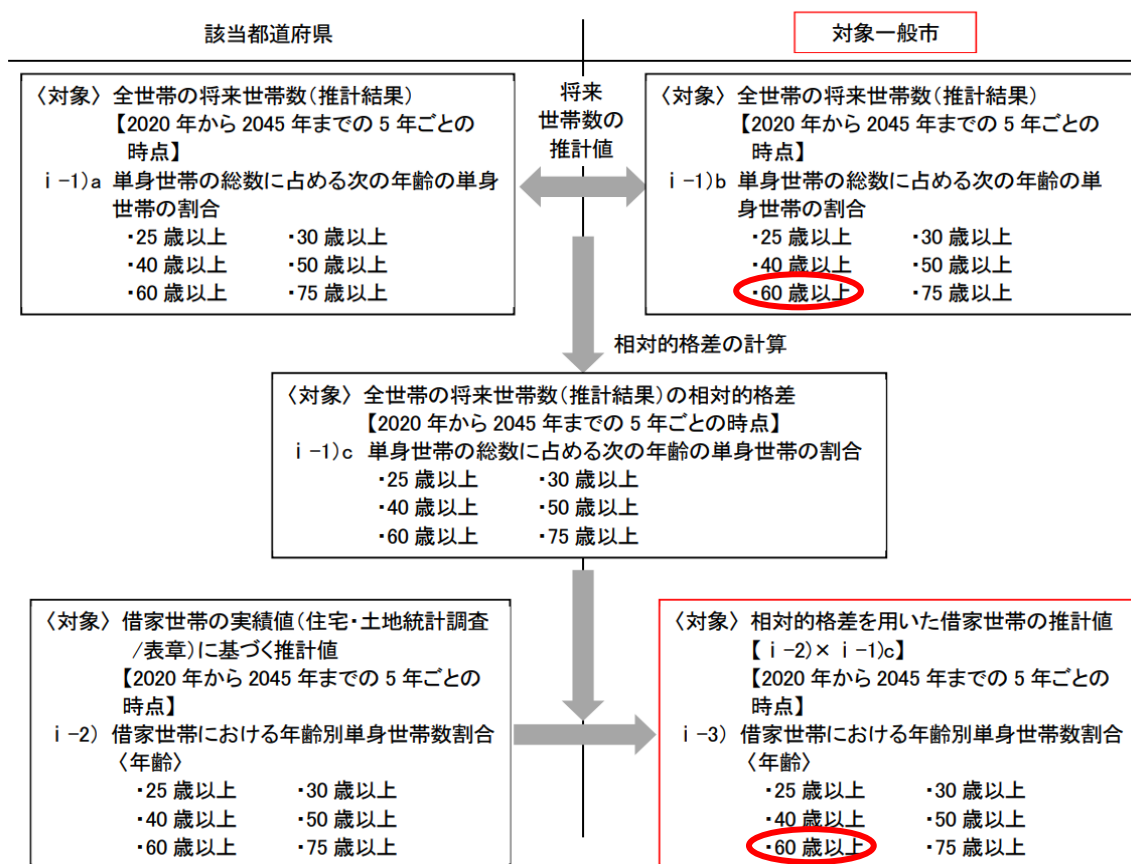 該当都道府県
対象一般市
〈対象〉 全世帯の将来世帯数(推計結果)
【2020 年から 2045 年までの 5 年ごとの
時点】
ⅰ-1)a 単身世帯の総数に占める次の年齢の単身
世帯の割合
・25 歳以上 ・30 歳以上
・40 歳以上 ・50 歳以上
・60 歳以上 ・75 歳以上
将来
世帯数の
推計値
〈対象〉 全世帯の将来世帯数(推計結果)
【2020 年から 2045 年までの 5 年ごとの
時点】
ⅰ-1)b 単身世帯の総数に占める次の年齢の単
身世帯の割合
・25 歳以上 ・30 歳以上
・40 歳以上 ・50 歳以上
・60 歳以上 ・75 歳以上
相対的格差の計算
〈対象〉 全世帯の将来世帯数(推計結果)の相対的格差
【2020 年から 2045 年までの 5 年ごとの時点】
ⅰ-1)c 単身世帯の総数に占める次の年齢の単身世帯の割合
・25 歳以上 ・30 歳以上
・40 歳以上 ・50 歳以上
・60 歳以上 ・75 歳以上
〈対象〉 借家世帯の実績値(住宅・土地統計調査
/表章)に基づく推計値
【2020 年から 2045 年までの 5 年ごとの
時点】
ⅰ-2) 借家世帯における年齢別単身世帯数割合
〈年齢〉
・25 歳以上 ・30 歳以上
・40 歳以上 ・50 歳以上
・60 歳以上 ・75 歳以上
〈対象〉 相対的格差を用いた借家世帯の推計値
【ⅰ-2)× ⅰ-1)c】
【2020 年から 2045 年までの 5 年ごとの
時点】
ⅰ-3) 借家世帯における年齢別単身世帯数割合
〈年齢〉
・25 歳以上 ・30 歳以上
・40 歳以上 ・50 歳以上
・60 歳以上 ・75 歳以上